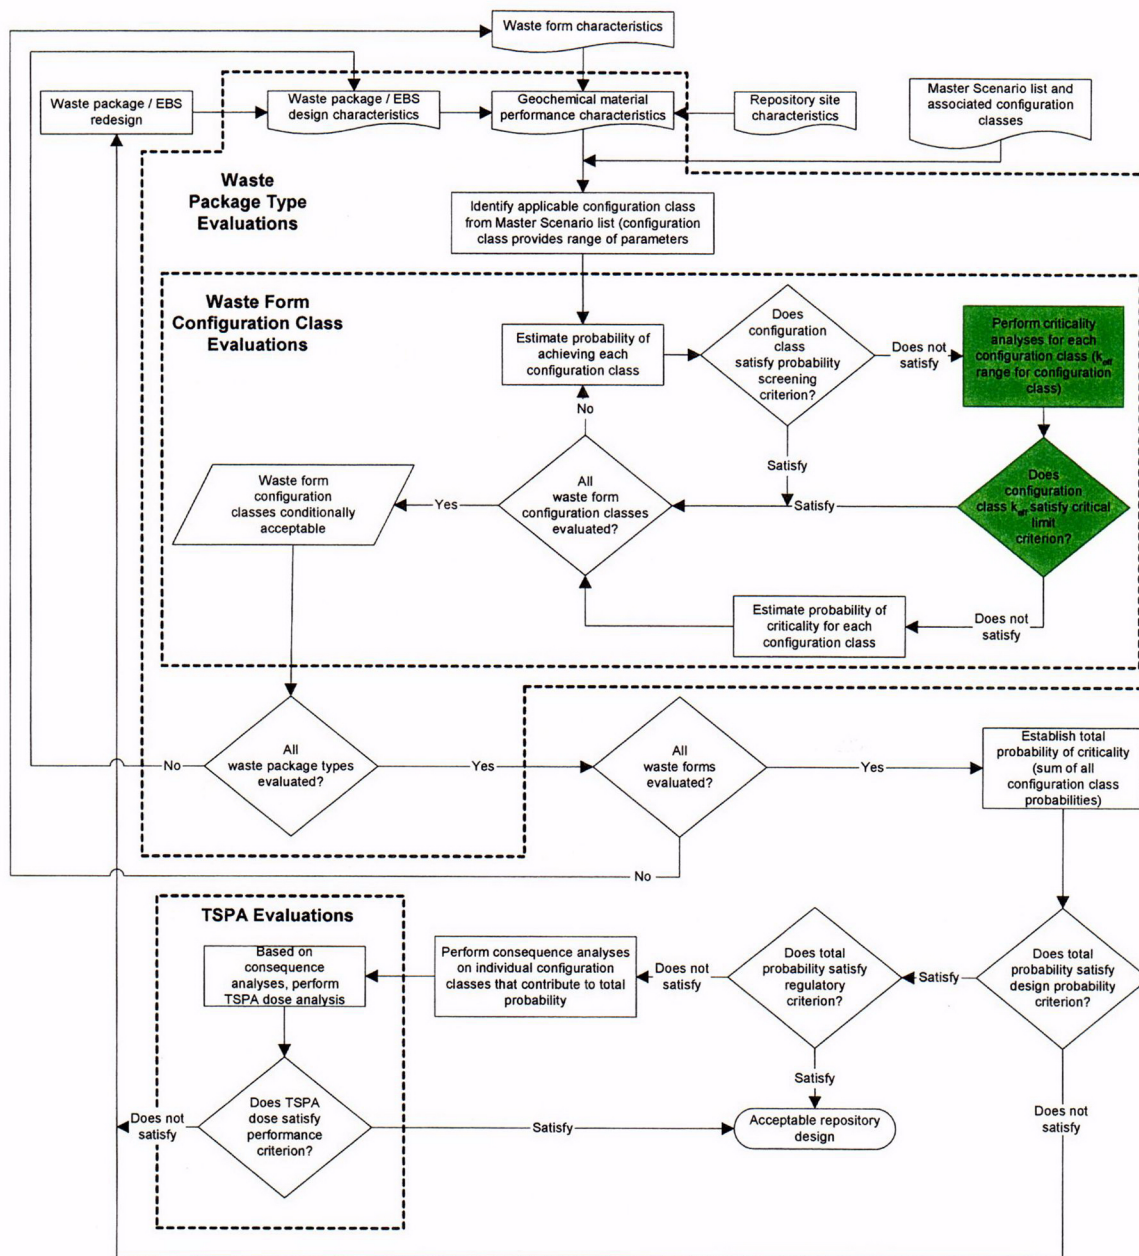 Waste form characteristics
Waste package / EBS
redesign
Waste package / EBS
design characteristics
Geochemical material
performance characteristics
Repository site
characteristics
Master Scenario list and
associated configuration
classes
Waste
Package Type
Evaluations
Identify applicable configuration class
from Master Scenario list (configuration
class provides range of parameters
Waste Form
Configuration Class
Evaluations
Estimate probability of
achieving each
configuration class
Does
configuration
class
satisfy probability
screening
criterion?
Does not
satisfy
Perform criticality
analyses for each
configuration class (keff
range for configuration
class)
No
Satisfy
Waste form
configuration
classes conditionally
acceptable
Yes
All
waste form
configuration classes
evaluated?
Satisfy
Does
configuration
class keff satisfy critical
limit
criterion?
Estimate probability of
criticality for each
configuration class
Does not
satisfy
No
All
waste package types
evaluated?
Yes
All
waste forms
evaluated?
Yes
Establish total
probability of criticality
(sum of all
configuration class
probabilities)
No
TSPA Evaluations
Based on
consequence
analyses, perform
TSPA dose analysis
Perform consequence analyses
on individual configuration
classes that contribute to total
probability
Does not
satisfy
Does total
probability satisfy
regulatory
criterion?
Satisfy
Does total
probability satisfy
design probability
criterion?
Satisfy
Does not
satisfy
Does TSPA
dose satisfy
performance
criterion?
Satisfy
Acceptable repository
design
Does not
satisfy